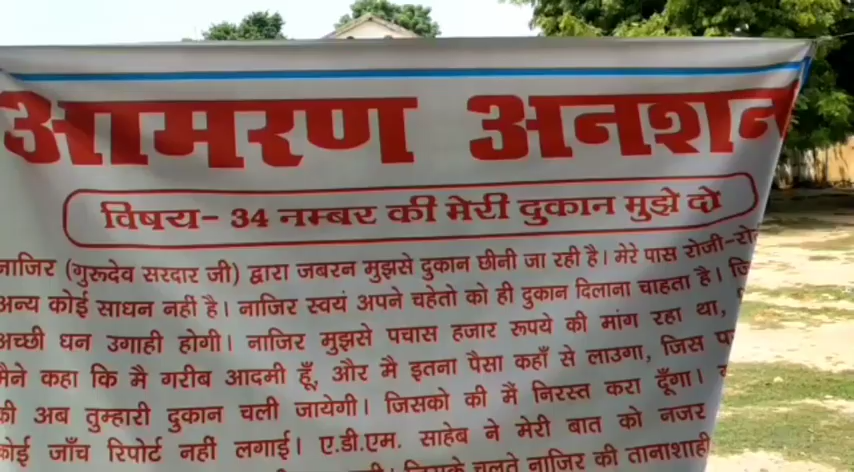 आमरण अनशन
विषय- 34 नम्बर की मेरी दुकान मुझे दो
नाजिर (गुरूदेव सरदार जी) द्वारा जबरन मुझसे दुकान छीनी जा रही है। मेरे पास रोजी-रो
अन्य कोई साधन नहीं है। नाजिर स्वयं अपने चहेतो को ही दुकान दिलाना चाहता है।
अच्छी धन उगाही होगी। नाजिर मुझसे पचास हजार रूपये की मांग रहा था,
मैने कहा कि मै गरीब आदमी हूँ, और मै इतना पैसा कहाँ से लाउगा, जिस
की अब तुम्हारी दुकान चली जायेगी। जिसको की मैं निरस्त करा दूँगा।
कोई जाँच रिपोर्ट नही लगाई। ए.डी.एम. साहेब ने मेरी बात को नजर
जिसके चलते नाजिर की तानाशाही